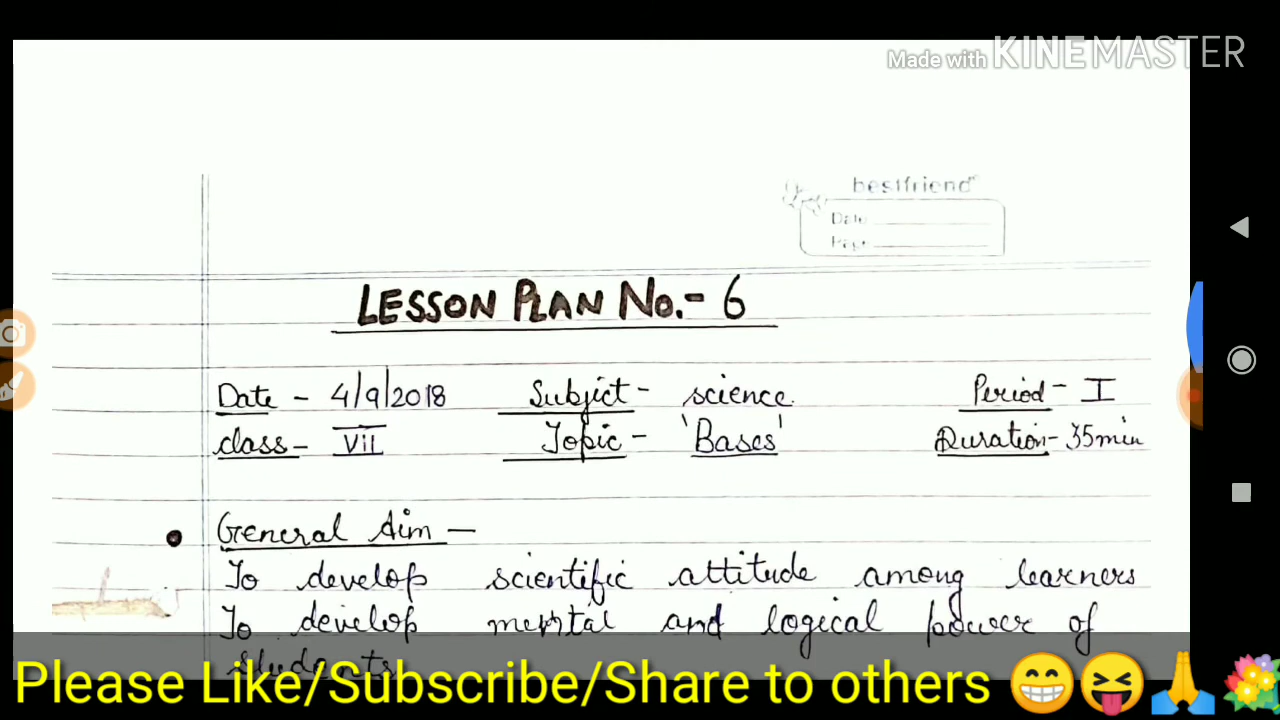 Made with KINEMASTER
bestfriend
Date
Page
LESSON PLAN No.- 6
Date - 4/9/2018 Subjict - science. Period - I
class - VII Topic - 'Bases' Duration - 35min
General Aim —
To develop scientific attitude among learners
To develop mental and logical power of
students
Please Like/Subscribe/Share to others 😁😝🙏💐